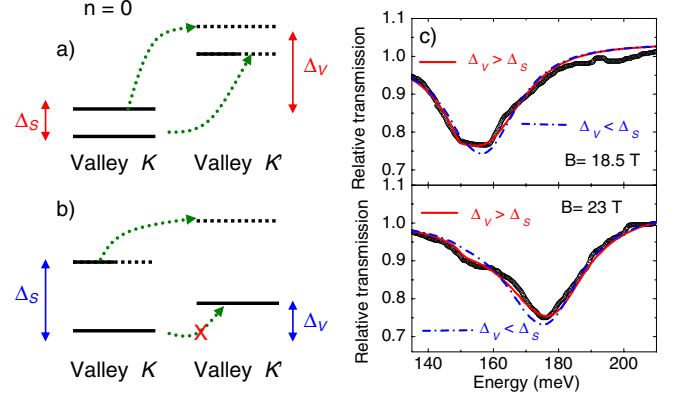 n = 0
a)
Δ_S
Δ_V
Valley K
Valley K'
b)
Δ_S
X
Δ_V
Valley K
Valley K'
c)
Relative transmission
1.1
1.0
0.9
0.8
0.7
Δ_V > Δ_S
Δ_V < Δ_S
B= 18.5 T
Relative transmission
1.1
1.0
0.9
0.8
0.7
Δ_V > Δ_S
B= 23 T
Δ_V < Δ_S
140 160 180 200
Energy (meV)